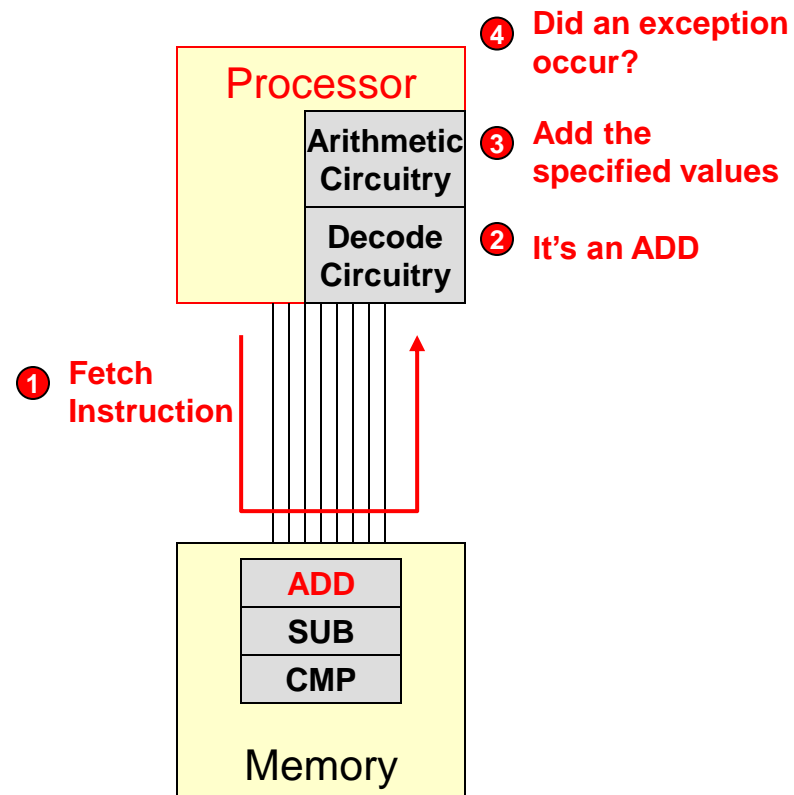 4
Did an exception
occur?
Processor
Arithmetic
Circuitry
3
Add the
specified values
Decode
Circuitry
2
It's an ADD
1
Fetch
Instruction
ADD
SUB
CMP
Memory